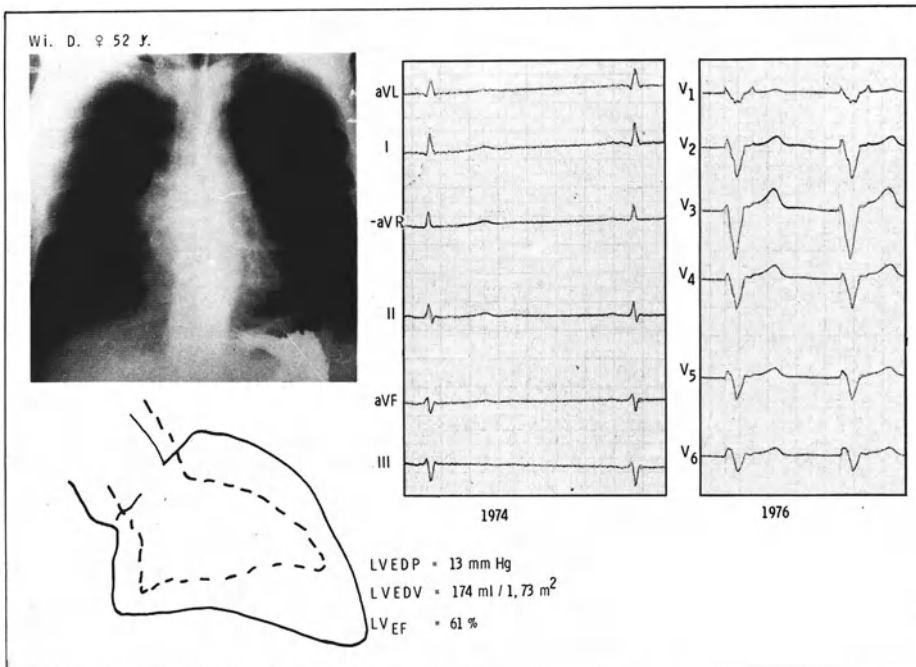 Wi. D. ♀ 52 y.
aVL
I
-aVR
II
aVF
III
1974
V1
V2
V3
V4
V5
V6
1976
LVEDP = 13 mm Hg
LVEDV = 174 ml / 1,73 m²
LVEF = 61 %